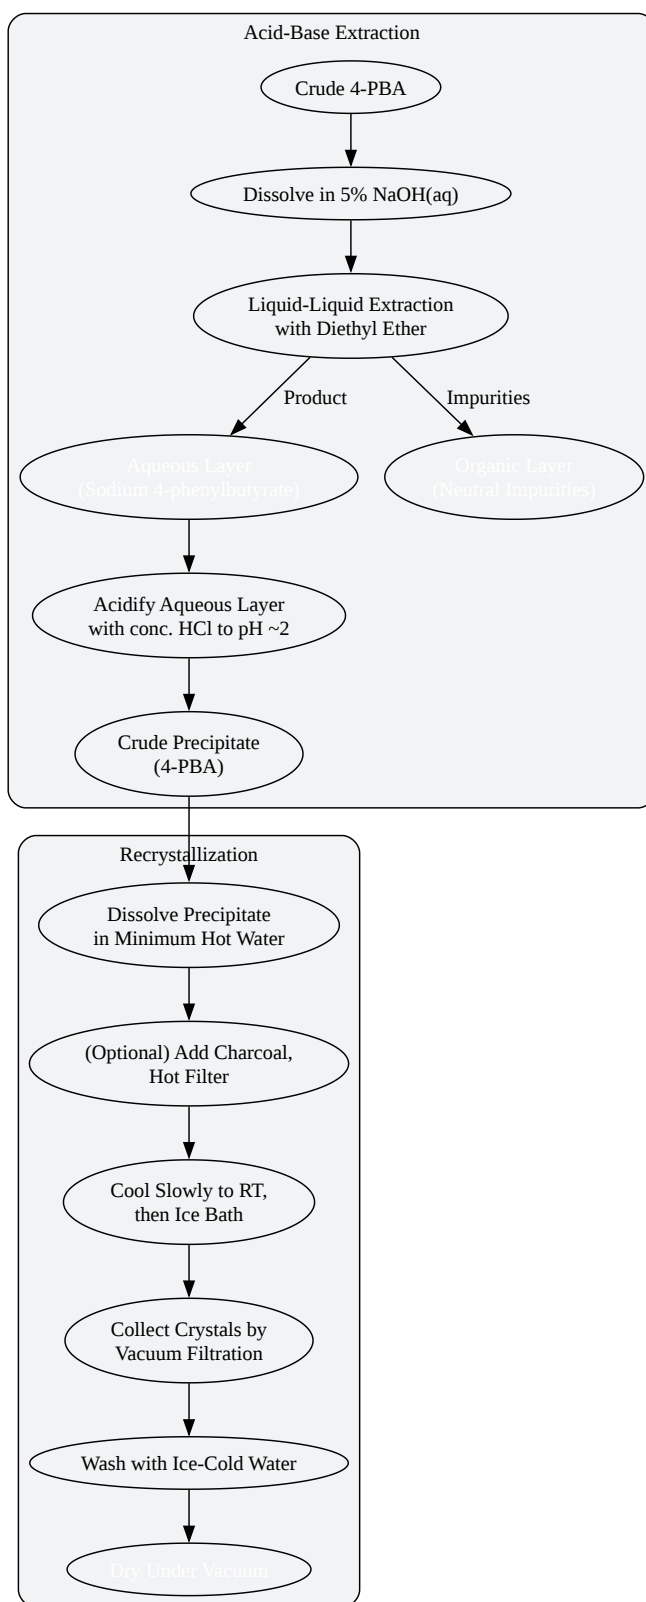 Acid-Base Extraction
Crude 4-PBA
Dissolve in 5% NaOH(aq)
Liquid-Liquid Extraction
with Diethyl Ether
Product
Impurities
Aqueous Layer
(Sodium 4-phenylbutyrate)
Organic Layer
(Neutral Impurities)
Acidify Aqueous Layer
with conc. HCl to pH ~2
Crude Precipitate
(4-PBA)
Recrystallization
Dissolve Precipitate
in Minimum Hot Water
(Optional) Add Charcoal,
Hot Filter
Cool Slowly to RT,
then Ice Bath
Collect Crystals by
Vacuum Filtration
Wash with Ice-Cold Water
Dry Under Vacuum